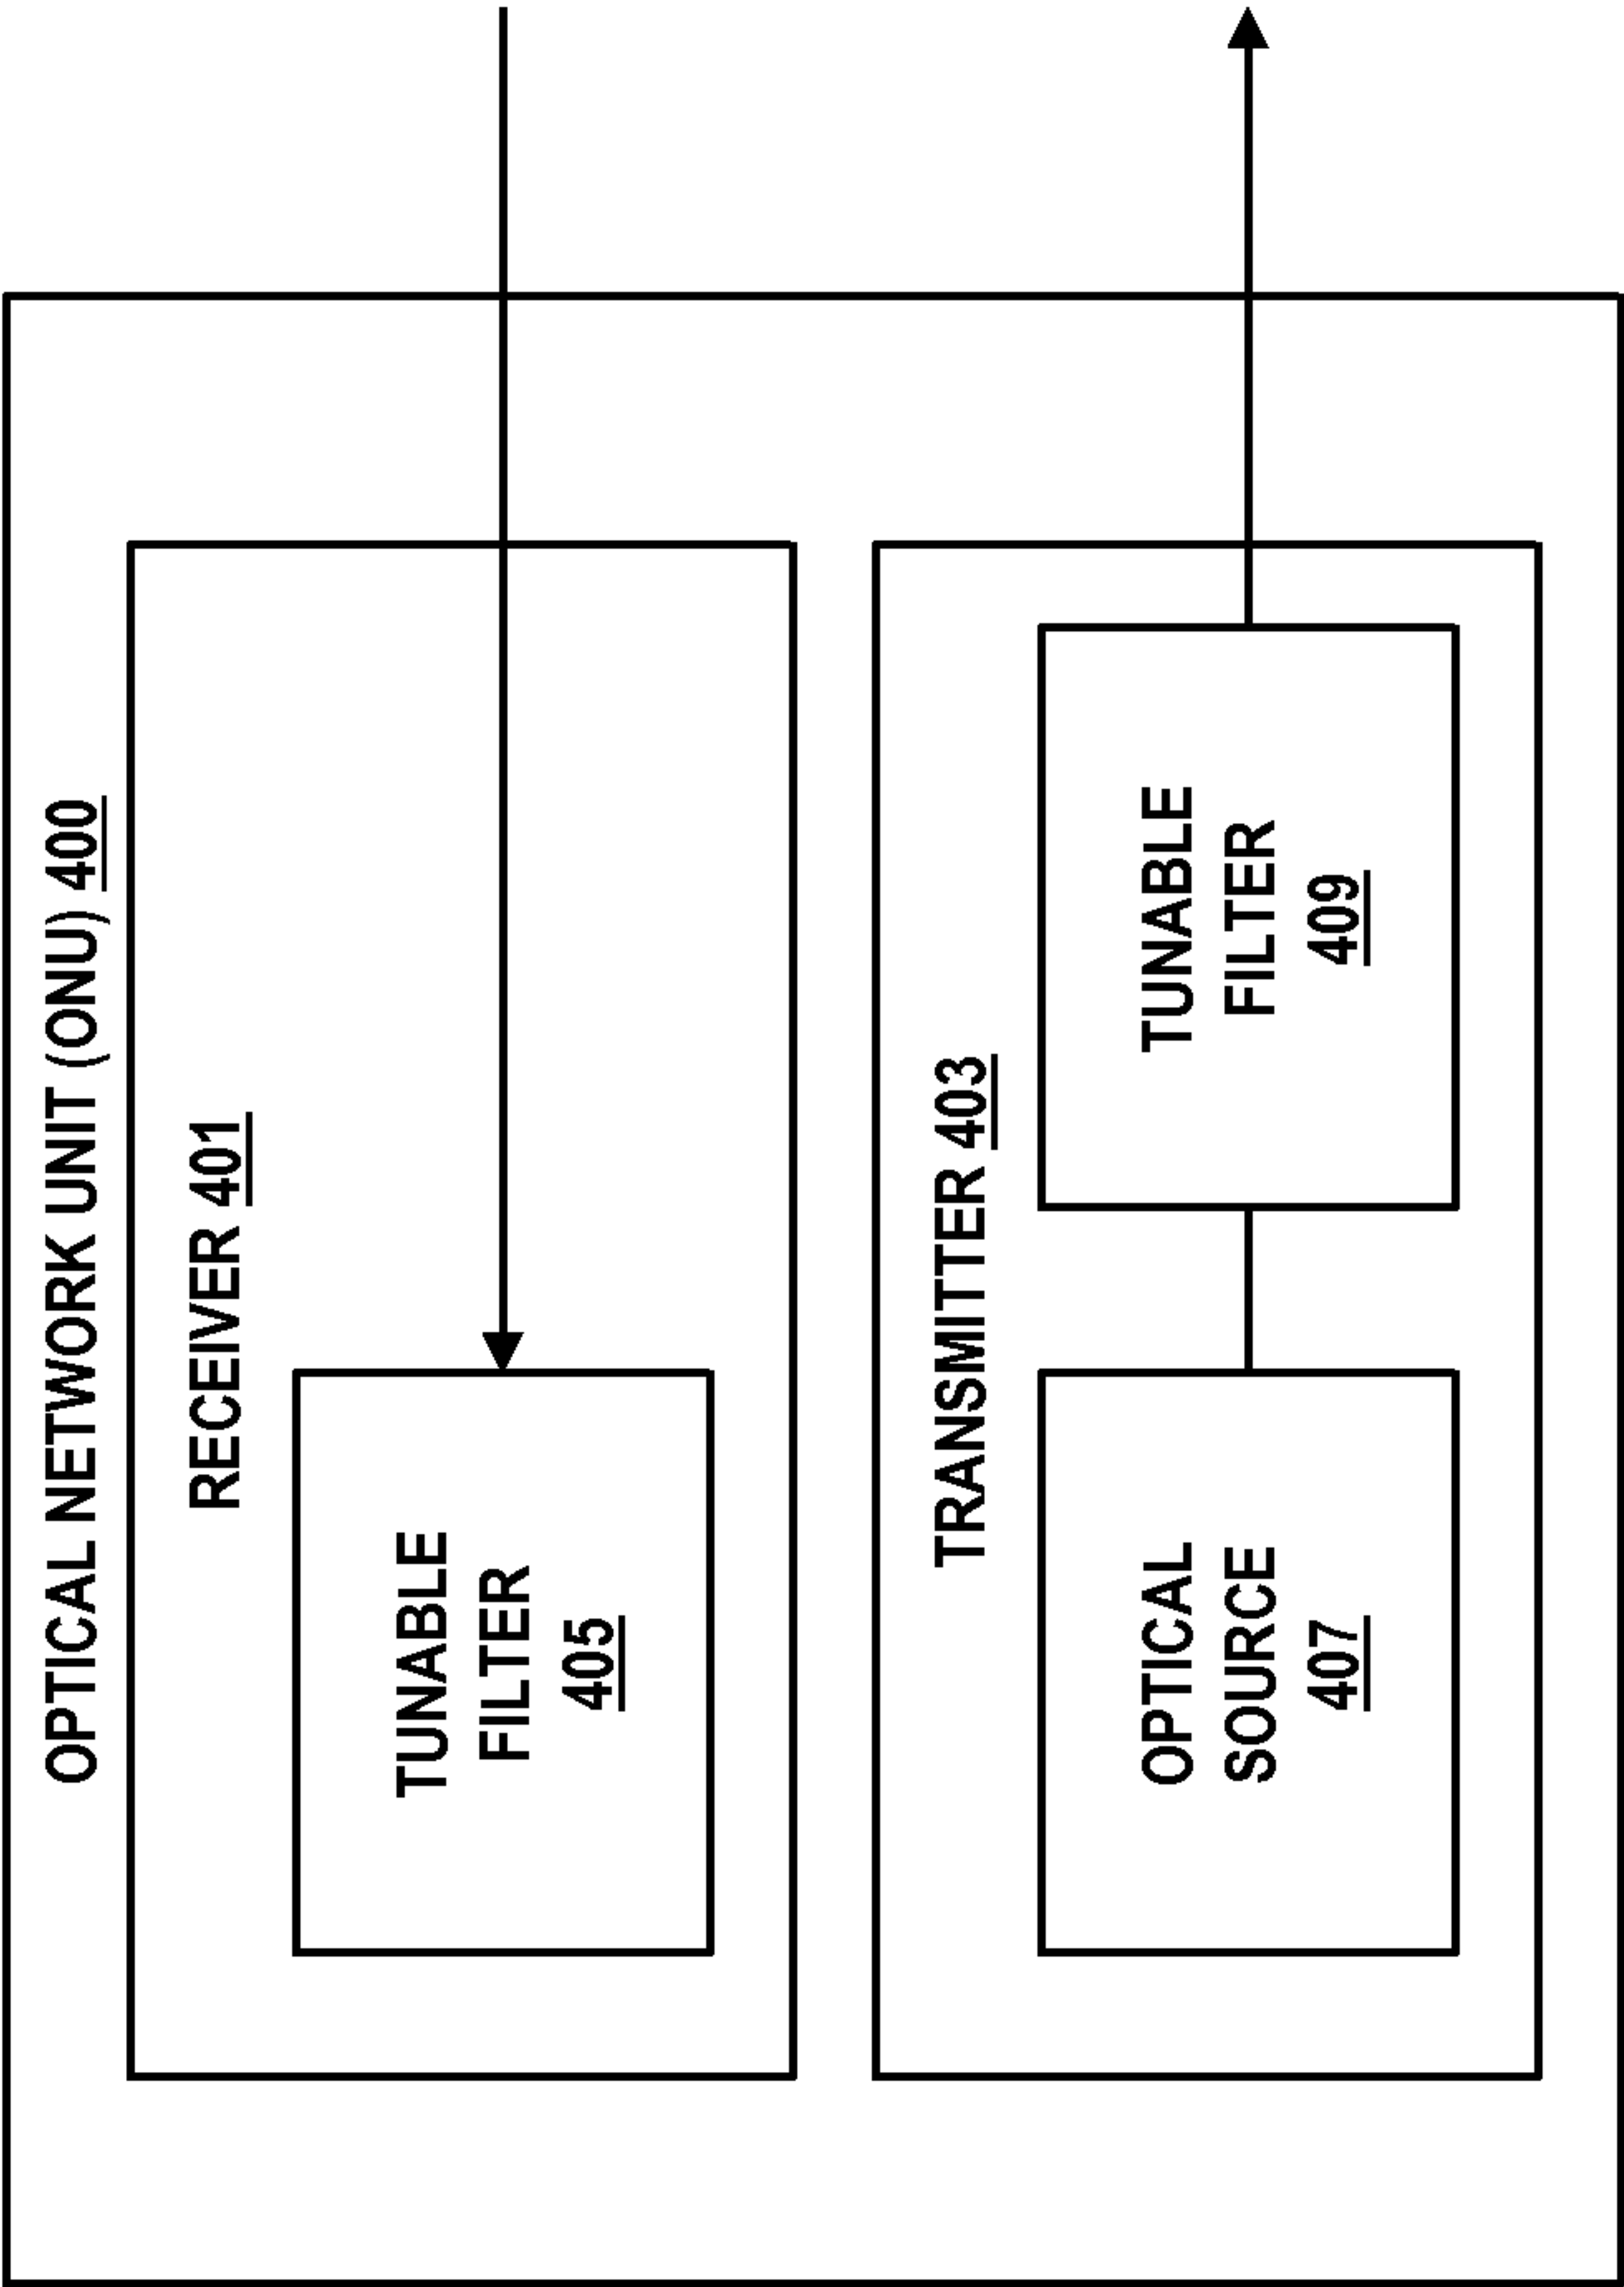 OPTICAL NETWORK UNIT (ONU) 400
RECEIVER 401
TUNABLE
FILTER
405
TRANSMITTER 403
OPTICAL
SOURCE
407
TUNABLE
FILTER
409